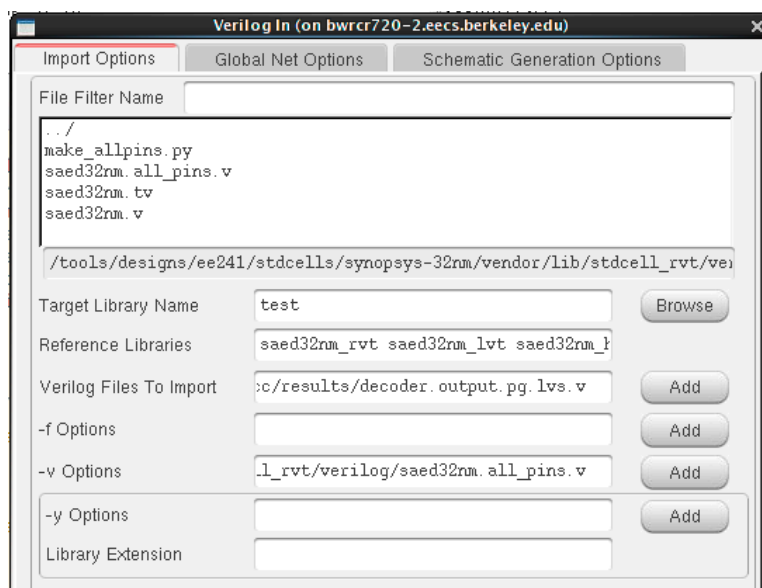 Verilog In (on bwrcr720-2.eecs.berkeley.edu)
Import Options Global Net Options Schematic Generation Options
File Filter Name
../
make_allpins.py
saed32nm.all_pins.v
saed32nm.tv
saed32nm.v
/tools/designs/ee241/stdcells/synopsys-32nm/vendor/lib/stdcell_rvt/ve
Target Library Name test Browse
Reference Libraries saed32nm_rvt saed32nm_lvt saed32nm_h
Verilog Files To Import :c/results/decoder.output.pg.lvs.v Add
-f Options Add
-v Options ll_rvt/verilog/saed32nm.all_pins.v Add
-y Options Add
Library Extension